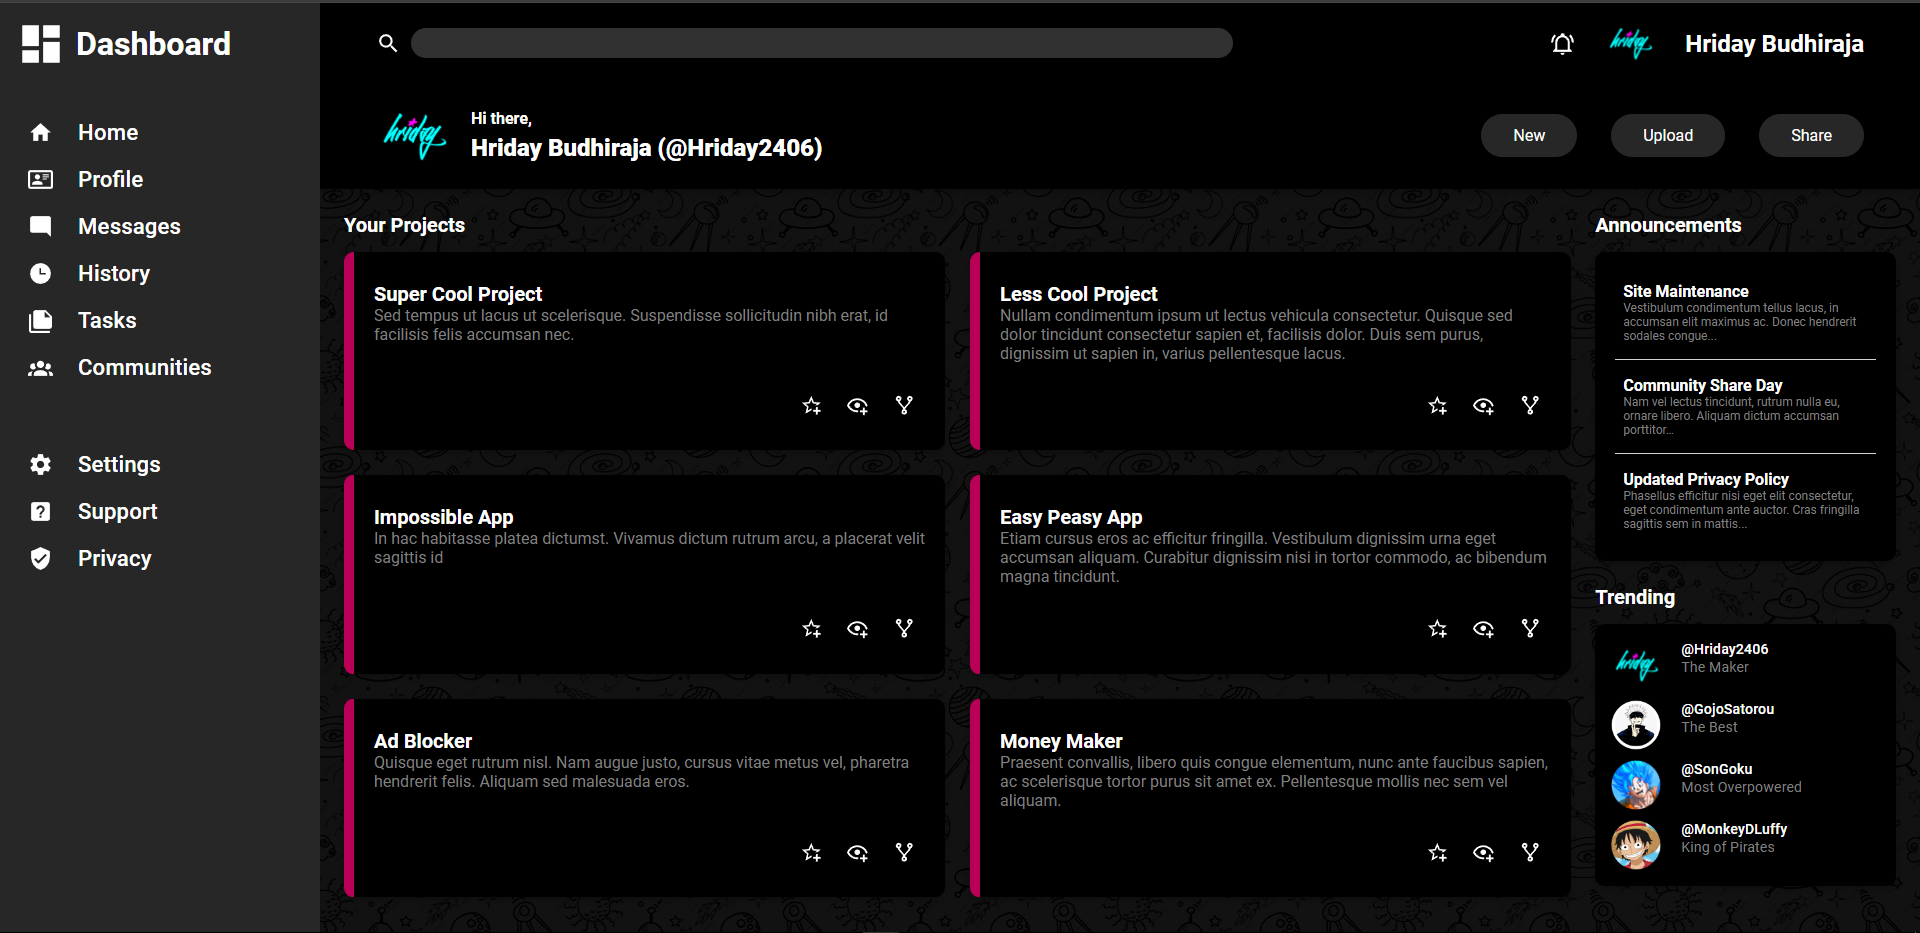 Dashboard
Home
Profile
Messages
History
Tasks
Communities
Settings
Support
Privacy
hriday
Hriday Budhiraja
hriday
Hi there,
Hriday Budhiraja (@Hriday2406)
New
Upload
Share
Your Projects
Super Cool Project
Sed tempus ut lacus ut scelerisque. Suspendisse sollicitudin nibh erat, id
facilisis felis accumsan nec.
Less Cool Project
Nullam condimentum ipsum ut lectus vehicula consectetur. Quisque sed
dolor tincidunt consectetur sapien et, facilisis dolor. Duis sem purus,
dignissim ut sapien in, varius pellentesque lacus.
Impossible App
In hac habitasse platea dictumst. Vivamus dictum rutrum arcu, a placerat velit
sagittis id
Easy Peasy App
Etiam cursus eros ac efficitur fringilla. Vestibulum dignissim urna eget
accumsan aliquam. Curabitur dignissim nisi in tortor commodo, ac bibendum
magna tincidunt.
Ad Blocker
Quisque eget rutrum nisl. Nam augue justo, cursus vitae metus vel, pharetra
hendrerit felis. Aliquam sed malesuada eros.
Money Maker
Praesent convallis, libero quis congue elementum, nunc ante faucibus sapien,
ac scelerisque tortor purus sit amet ex. Pellentesque mollis nec sem vel
aliquam.
Announcements
Site Maintenance
Vestibulum condimentum tellus lacus, in
accumsan elit maximus ac. Donec hendrerit
sodales congue...
Community Share Day
Nam vel lectus tincidunt, rutrum nulla eu,
ornare libero. Aliquam dictum accumsan
porttitor...
Updated Privacy Policy
Phasellus efficitur nisi eget elit consectetur,
eget condimentum ante auctor. Cras fringilla
sagittis sem in mattis...
Trending
hriday
@Hriday2406
The Maker
@GojoSatorou
The Best
@SonGoku
Most Overpowered
@MonkeyDLuffy
King of Pirates